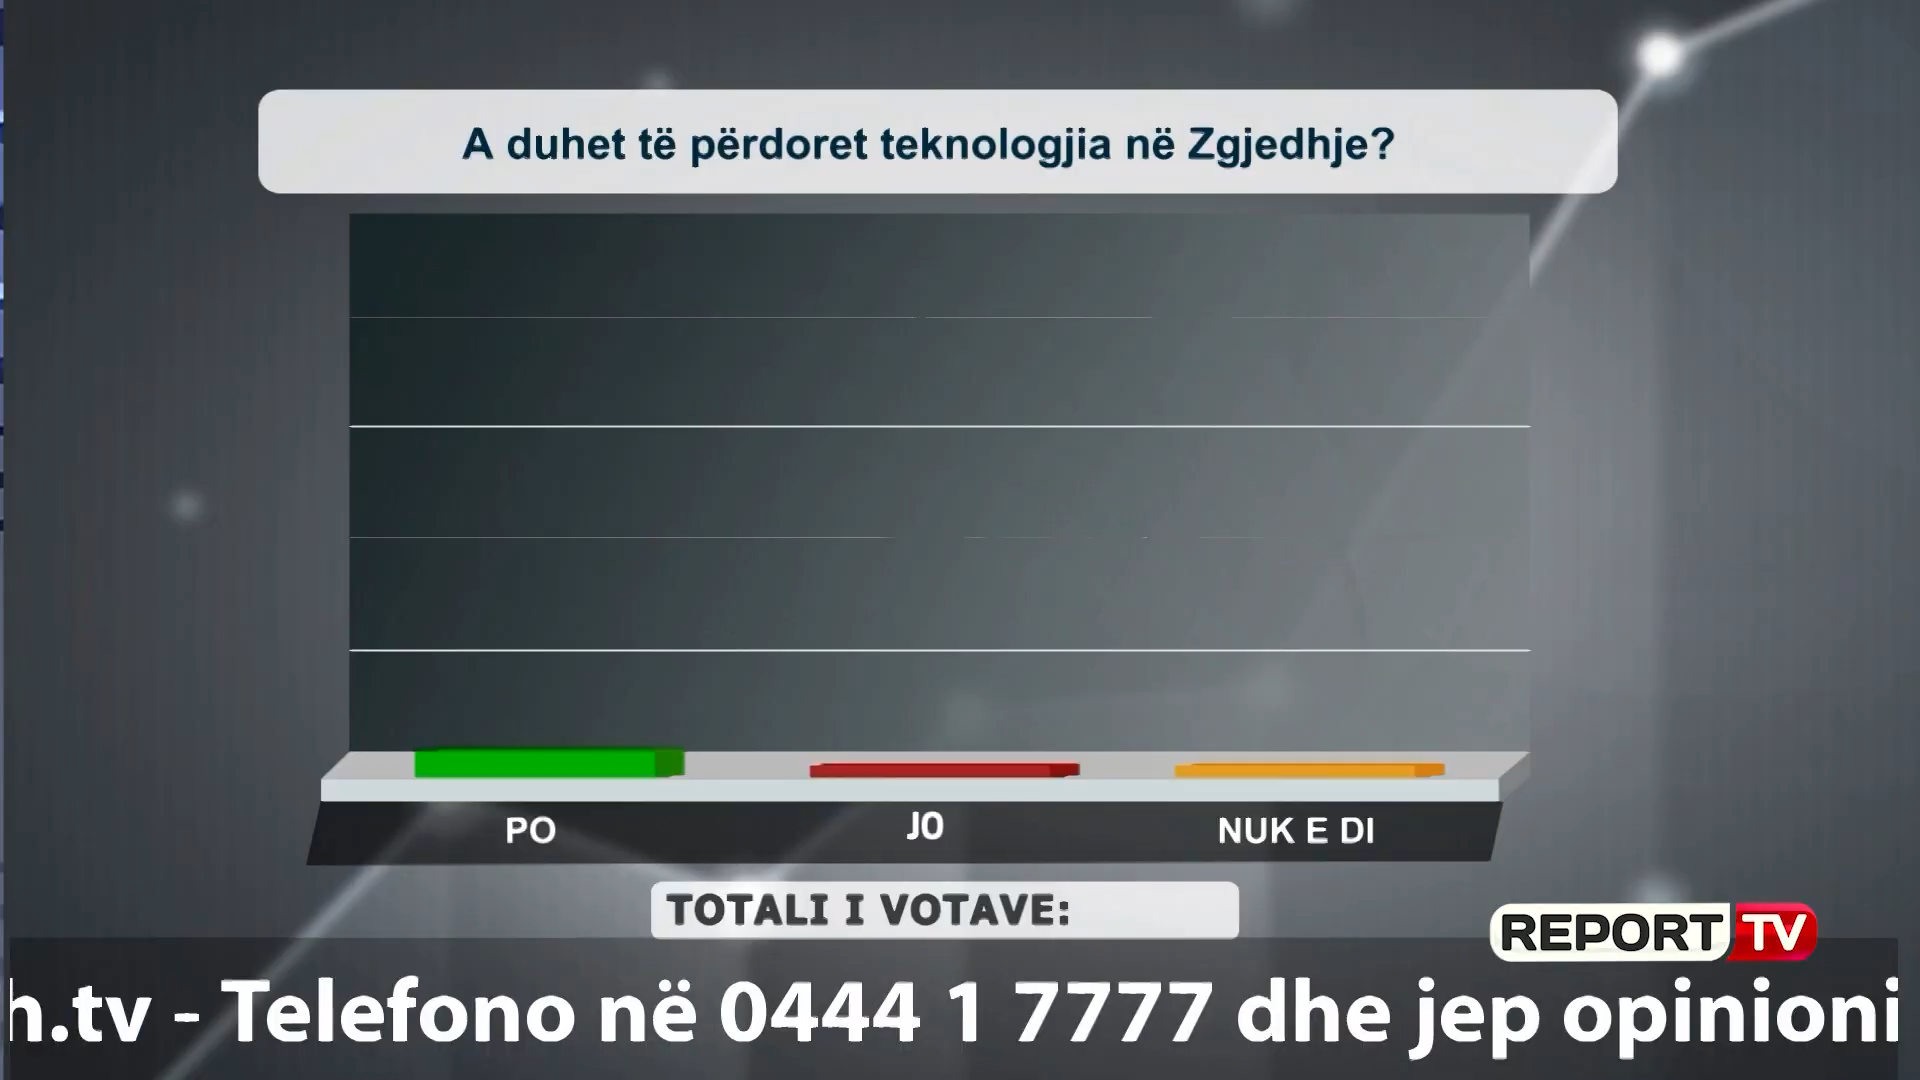 A duhet të përdoret teknologjia në Zgjedhje?
PO
JO
NUK E DI
TOTALI I VOTAVE:
REPORT TV
h.tv - Telefono në 0444 1 7777 dhe jep opinioni